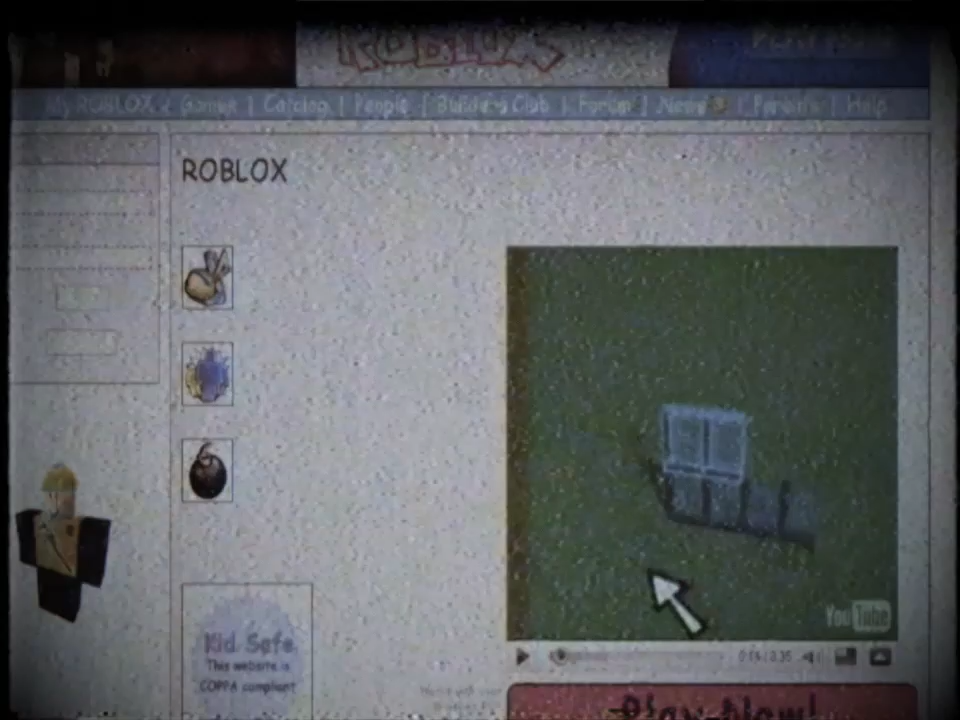 ROBLOX
My ROBLOX | Games | Catalog | People | Builders Club | Forum | News | Parents | Help
ROBLOX
YouTube
Kid Safe
This website is
COPPA compliant
Play Now!